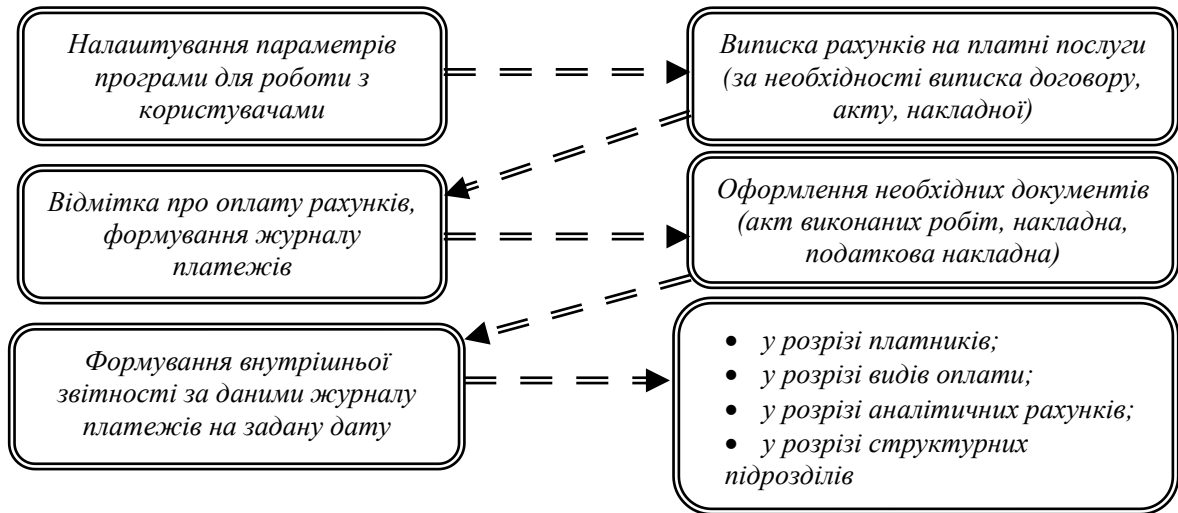 Налаштування параметрів
програми для роботи з
користувачами
Виписка рахунків на платні послуги
(за необхідності виписка договору,
акту, накладної)
Відмітка про оплату рахунків,
формування журналу
платежів
Оформлення необхідних документів
(акт виконаних робіт, накладна,
податкова накладна)
Формування внутрішньої
звітності за даними журналу
платежів на задану дату
• у розрізі платників;
• у розрізі видів оплати;
• у розрізі аналітичних рахунків;
• у розрізі структурних
підрозділів